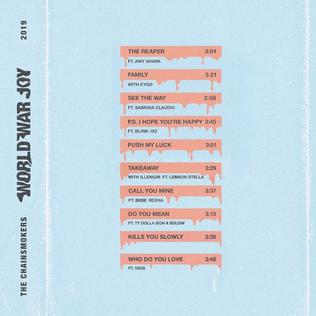 2019
WORLD WAR JOY
THE CHAINSMOKERS
THE REAPER 3:04
FT. AMY SHARK
FAMILY 3:21
WITH KYGO
SEE THE WAY 2:56
FT. SABRINA CLAUDIO
P.S. I HOPE YOU'RE HAPPY 3:45
FT. BLINK-182
PUSH MY LUCK 3:01
TAKEAWAY 3:29
WITH ILLENIUM FT. LENNON STELLA
CALL YOU MINE 3:37
FT. BEBE REXHA
DO YOU MEAN 3:13
FT. TY DOLLA $IGN & BÜLOW
KILLS YOU SLOWLY 3:35
WHO DO YOU LOVE 3:46
FT. 5SOS